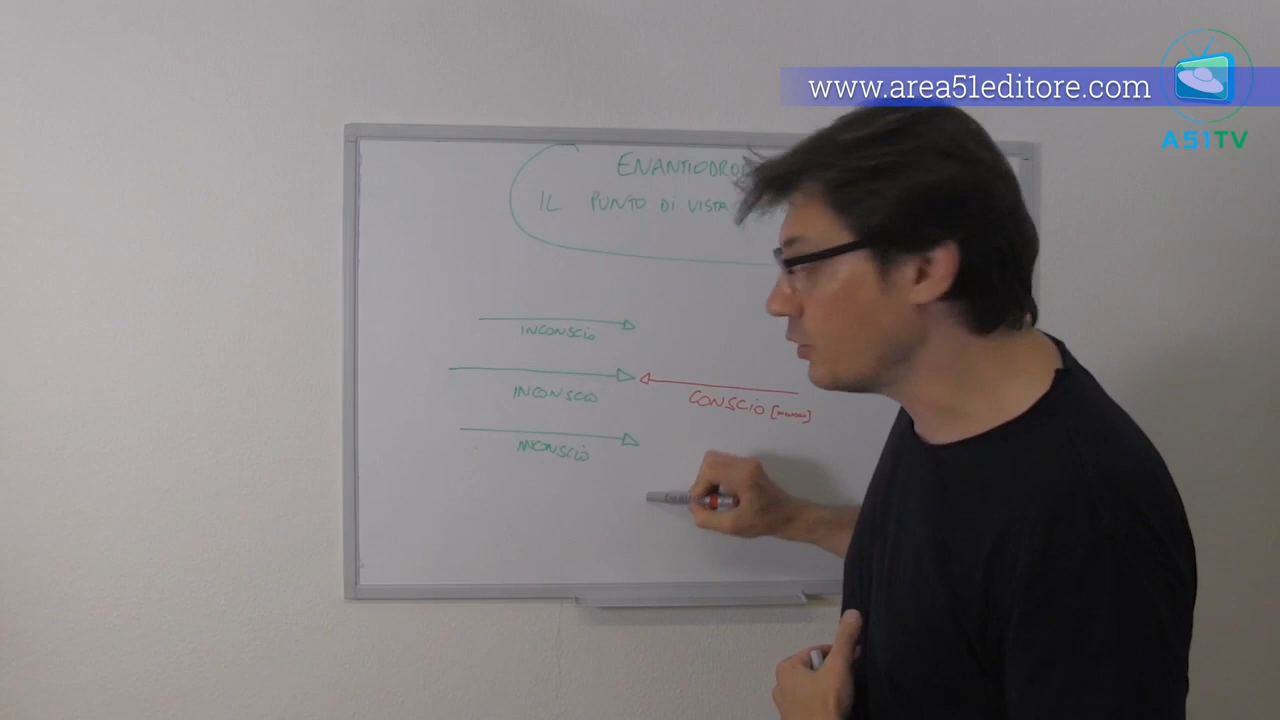 www.area51editore.com
A51TV
ENANTIODRO
IL PUNTO DI VISTA
INCONSCIO
INCONSCIO
CONSCIO
INCONSCIO